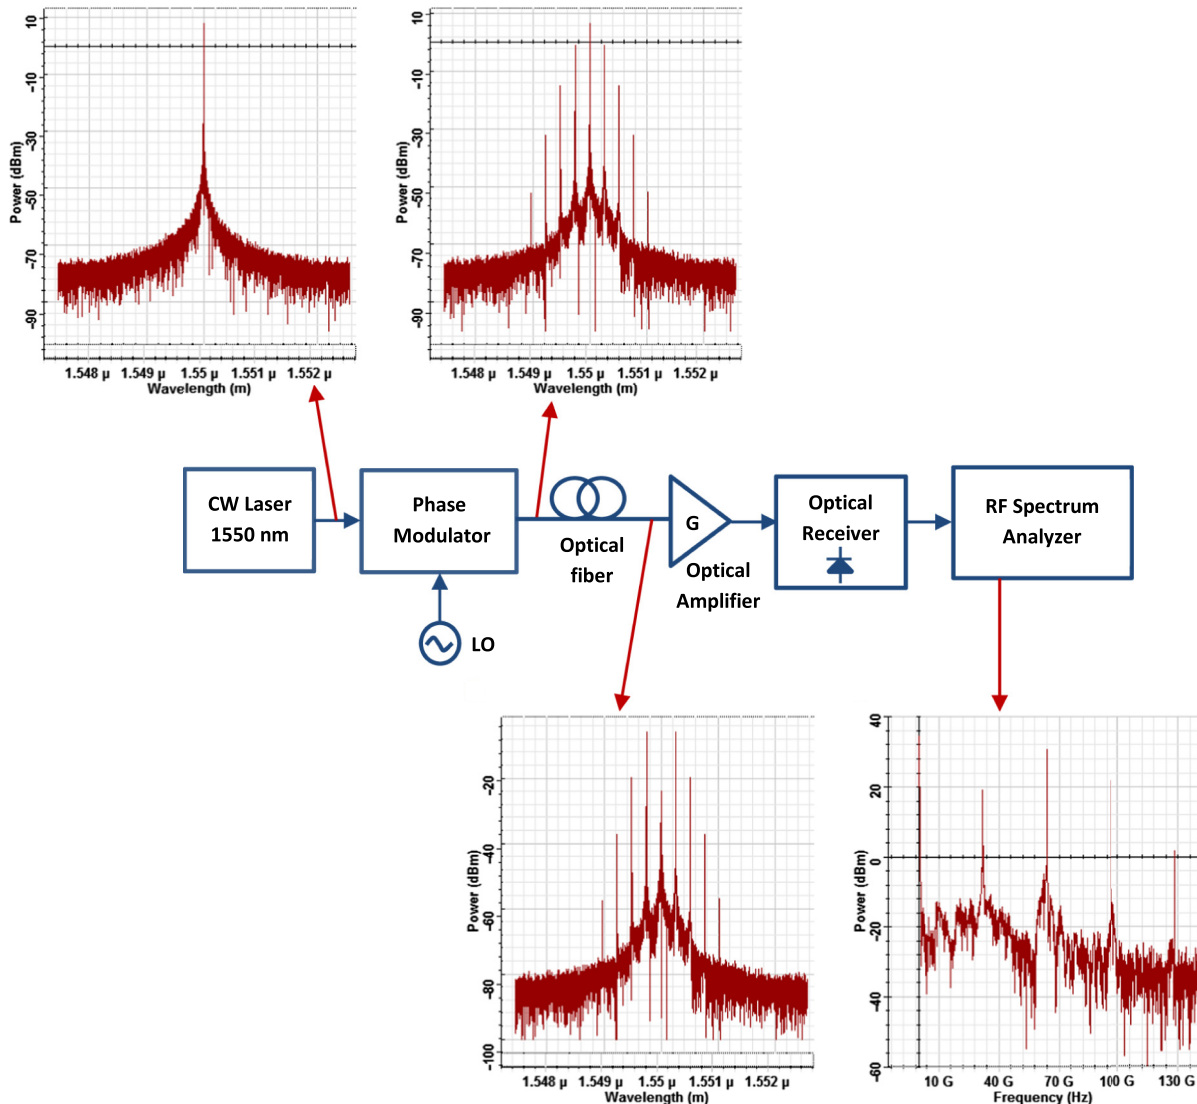 10
-10
-30
-50
-70
-90
Power (dBm)
1.548 µ 1.549 µ 1.55 µ 1.551 µ 1.552 µ
Wavelength (m)
10
-10
-30
-50
-70
-90
Power (dBm)
1.548 µ 1.549 µ 1.55 µ 1.551 µ 1.552 µ
Wavelength (m)
CW Laser
1550 nm
Phase
Modulator
LO
Optical
fiber
G
Optical
Amplifier
Optical
Receiver
RF Spectrum
Analyzer
-20
-40
-60
-80
-100
Power (dBm)
1.548 µ 1.549 µ 1.55 µ 1.551 µ 1.552 µ
Wavelength (m)
40
20
0
-20
-40
-60
Power (dBm)
10 G 40 G 70 G 100 G 130 G
Frequency (Hz)